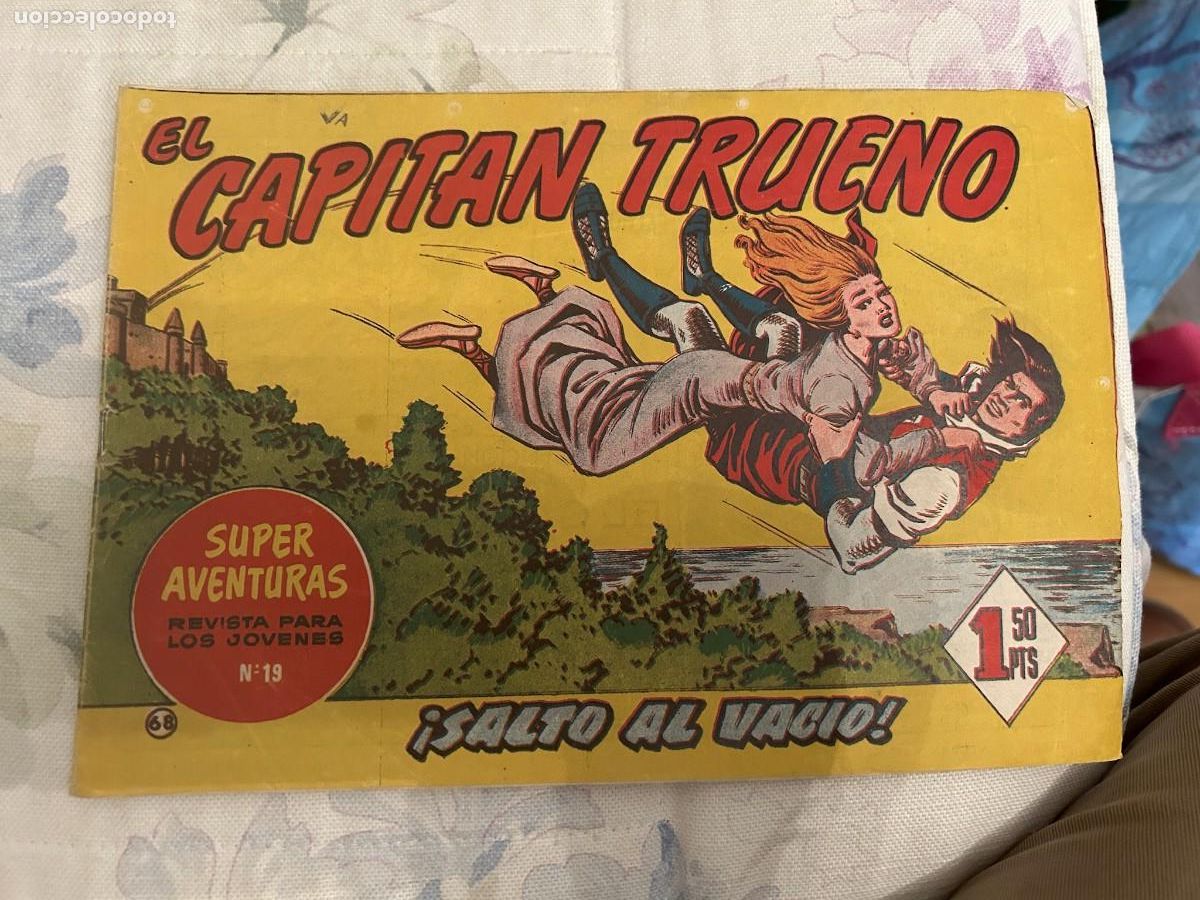 todocoleccion
VA
EL
CAPITAN TRUENO
SUPER
AVENTURAS
REVISTA PARA
LOS JOVENES
Nº 19
1 50
PTS
68
¡SALTO AL VACIO!